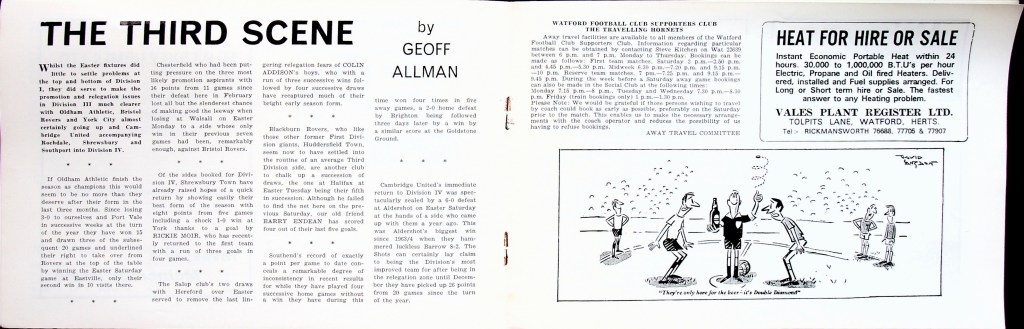 THE THIRD SCENE
by
GEOFF
ALLMAN
Whilst the Easter fixtures did
little to settle problems at
the top and bottom of Division
I, they did serve to make the
promotion and relegation issues
in Division III much clearer
with Oldham Athletic, Bristol
Rovers and York City almost
certainly going up and Cam-
bridge United accompanying
Rochdale, Shrewsbury and
Southport into Division IV.
* * *
If Oldham Athletic finish the
season as champions this would
seem to be no more than they
deserve after their form in the
last three months. Since losing
3-0 to ourselves and Port Vale
in successive weeks at the turn
of the year they have won 15
and drawn three of the subse-
quent 20 games and underlined
their right to take over from
Rovers at the top of the table
by winning the Easter Saturday
game at Eastville, only their
second win in 10 visits there.
* * *
Chesterfield who had been put-
ting pressure on the three most
likely promotion aspirants with
16 points from 11 games since
their defeat here in February
lost all but the slenderest chance
of making good the leeway when
losing at Walsall on Easter
Monday to a side whose only
win in their previous seven
games had been, remarkably
enough, against Bristol Rovers.
* * *
Of the sides booked for Divi-
sion IV, Shrewsbury Town have
already raised hopes of a quick
return by showing easily their
best form of the season with
eight points from five games
including a shock 1-0 win at
York thanks to a goal by
RICKIE MOIR, who has recent-
ly returned to the first team
with a run of three goals in
four games.
* * *
The Salop club's two draws
with Hereford over Easter
served to remove the last lin-
gering relegation fears of COLIN
ADDISON's boys, who with a
run of three successive wins
followed by four successive draws
have recaptured much of their
bright early season form.
* * *
Blackburn Rovers, who like
those other former First Divi-
sion giants, Huddersfield Town,
seem now to have settled into
the routine of an average Third
Division side, are another club
to chalk up a succession of
draws, the one at Halifax at
Easter Tuesday being their fifth
in succession. Although he failed
to find the net here on the pre-
vious Saturday, our old friend
BARRY ENDEAN has scored
four out of their last five goals.
* * *
Southend's record of exactly
a point per game to date con-
ceals a remarkable degree of
inconsistency in recent results
for while they have played four
successive home games without
a win they have during this
time won four times in five
away games, a 2-0 home defeat
by Brighton being followed
three days later by a win by
a similar score at the Goldstone
Ground.
* * *
Cambridge United's immediate
return to Division IV was spec-
tacularly sealed by a 6-0 defeat
at Aldershot on Easter Saturday
at the hands of a side who came
up with them a year ago. This
was Aldershot's biggest win
since 1963/4 when they ham-
mered luckless Barrow 8-2. The
Shots can certainly lay claim
to being the Division's most
improved team for after being in
the relegation zone until Decem-
ber they have picked up 26 points
from 20 games since the turn
of the year.
WATFORD FOOTBALL CLUB SUPPORTERS CLUB
THE TRAVELLING HORNETS
Away travel facilities are available to all members of the Watford
Football Club Supporters Club. Information regarding particular
matches can be obtained by contacting Steve Kitchen on Wat 22639
between 6 p.m. and 7 p.m. Monday to Thursday. Bookings can be
made as follows: First team matches, Saturday 2 p.m.—2.50 p.m.
and 4.45 p.m.—5.30 p.m. Midweek 6.30 p.m.—7.20 p.m. and 9.15 p.m.
—10 p.m. Reserve team matches, 7 p.m.—7.25 p.m. and 9.15 p.m.—
9.45 p.m. During the week before a Saturday away game bookings
can also be made in the Social Club at the following times:
Monday 7.15 p.m.—8 p.m. Tuesday and Wednesday 7.30 p.m.—8.30
p.m. Friday (train bookings only) 1 p.m.—1.30 p.m.
Please Note: We would be grateful if those persons wishing to travel
by coach could book as early as possible, preferably on the Saturday
prior to the match. This enables us to make the necessary arrange-
ments with the coach operator and reduces the possibility of us
having to refuse bookings.
AWAY TRAVEL COMMITTEE
HEAT FOR HIRE OR SALE
Instant Economic Portable Heat within 24
hours. 30,000 to 1,000,000 B.T.U's per hour
Electric, Propane and Oil fired Heaters. Deliv-
ered, installed and Fuel supplies arranged. For
Long or Short term Hire or Sale. The fastest
answer to any Heating problem.
VALES PLANT REGISTER LTD.
TOLPITS LANE, WATFORD, HERTS.
Tel :- RICKMANSWORTH 76688, 77705 & 77907
DAVID
"They're only here for the beer - it's Double Diamond"